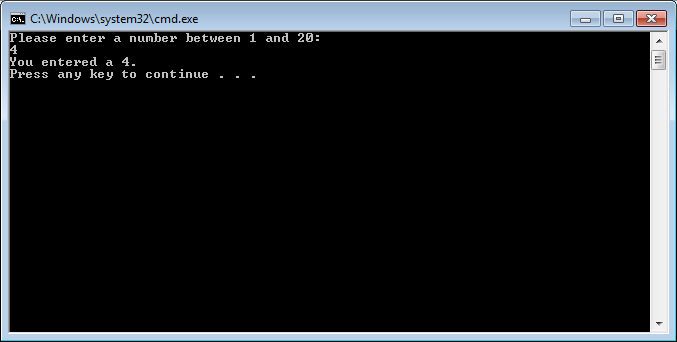 C:\Windows\system32\cmd.exe
Please enter a number between 1 and 20:
4
You entered a 4.
Press any key to continue . . .